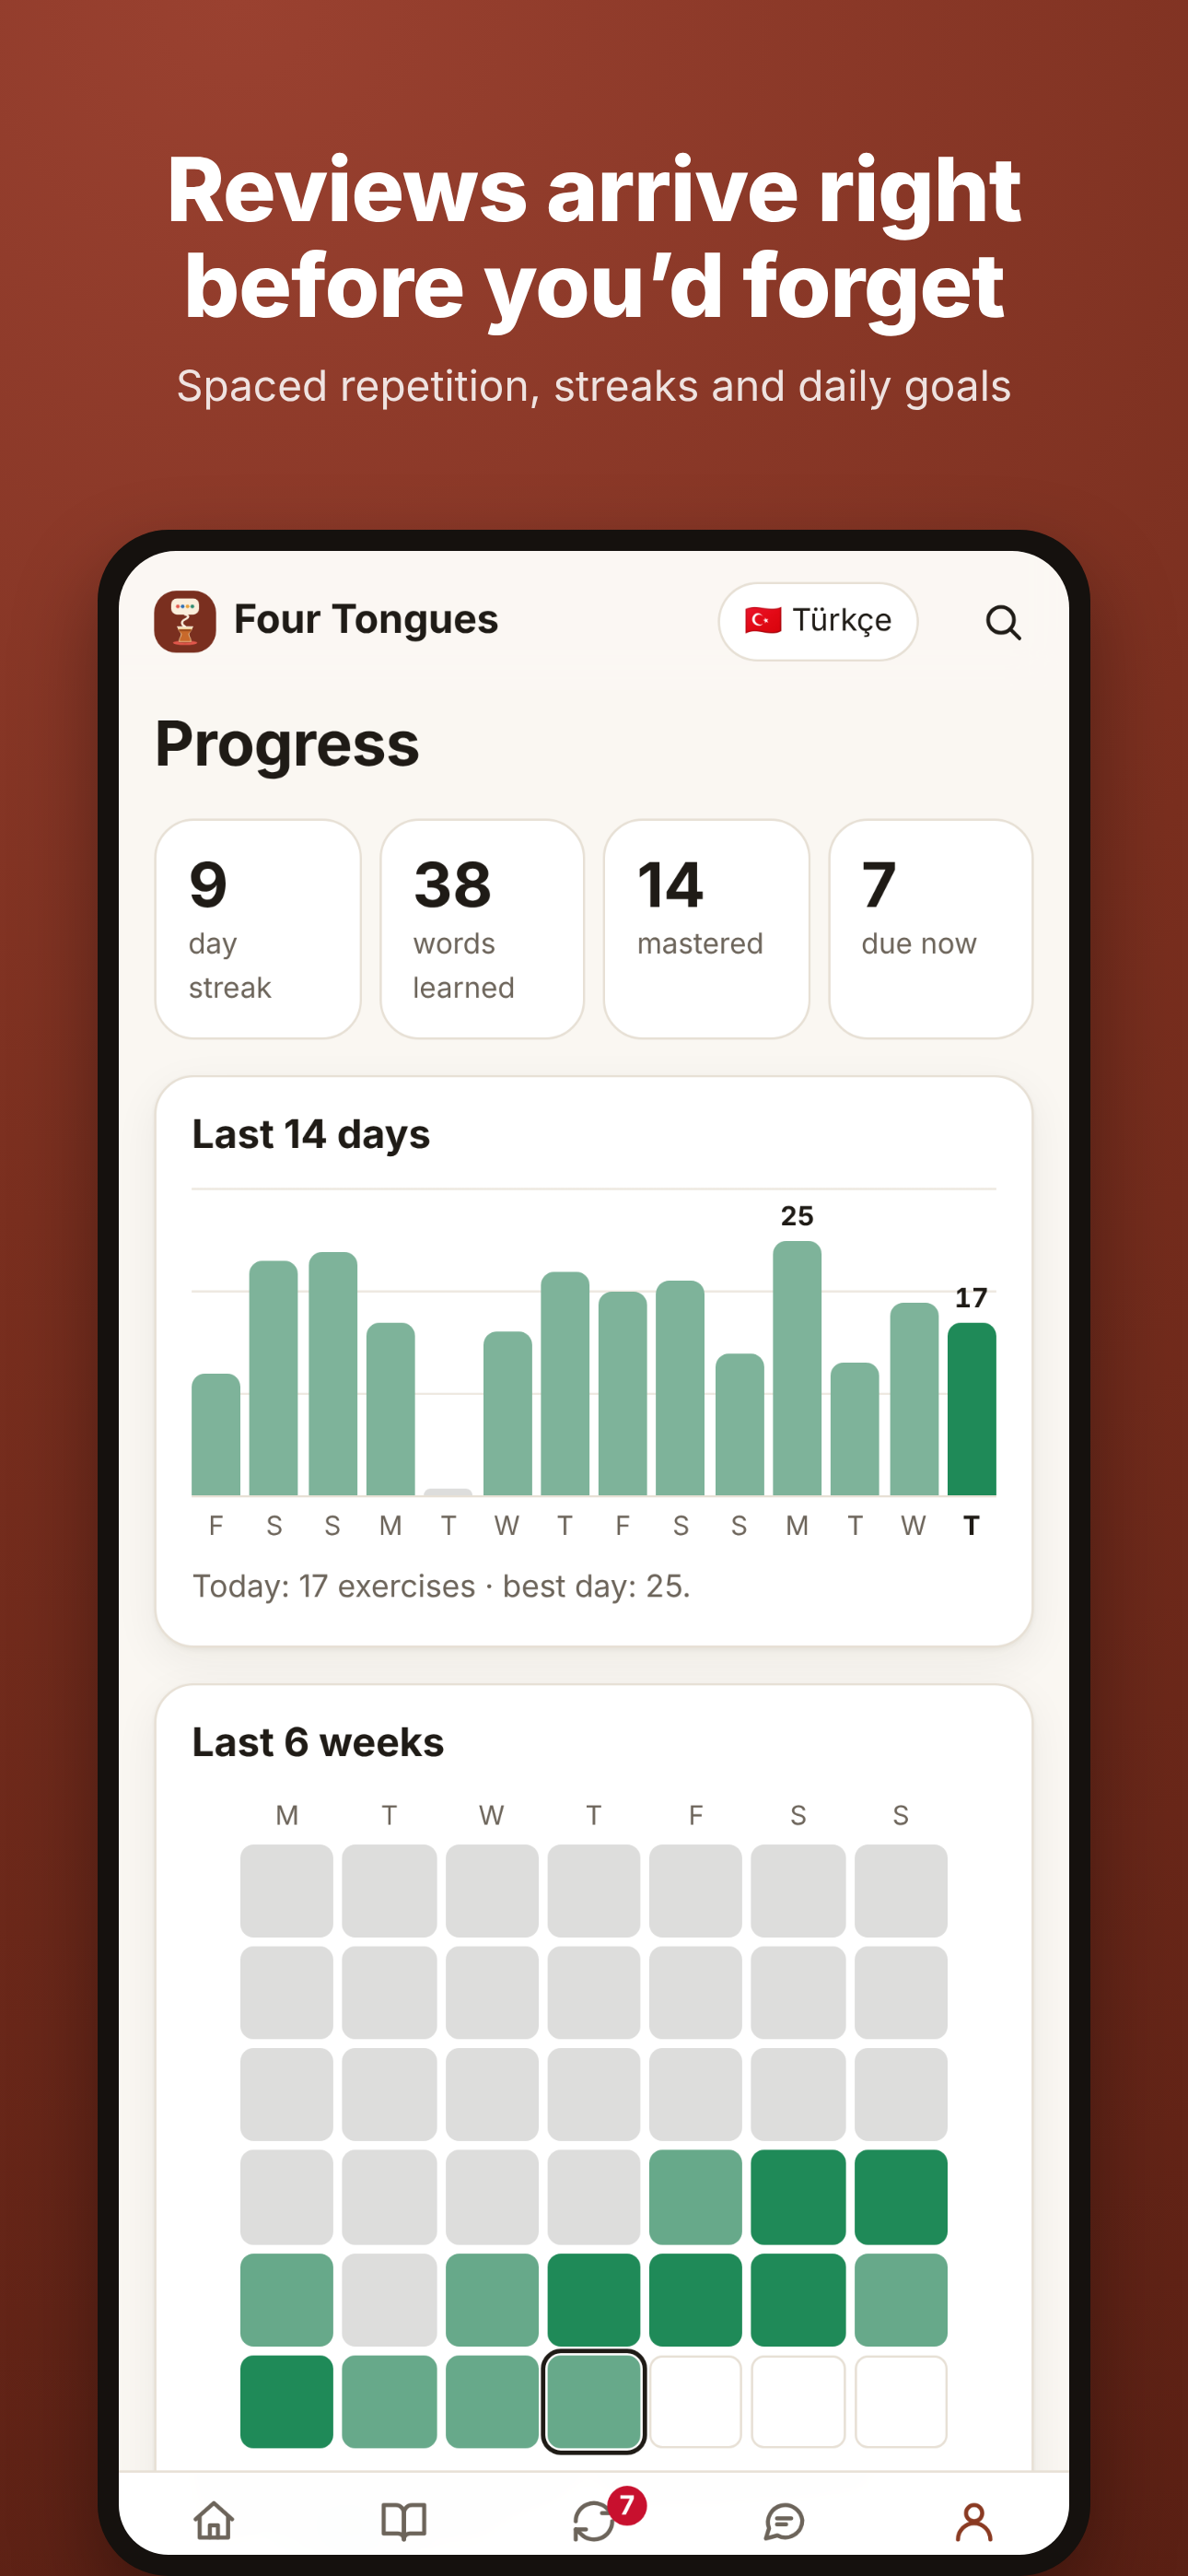 Reviews arrive right
before you’d forget
Spaced repetition, streaks and daily goals
Four Tongues
Türkçe
Progress
9
day
streak
38
words
learned
14
mastered
7
due now
Last 14 days
25
17
F S S M T W T F S S M T W T
Today: 17 exercises · best day: 25.
Last 6 weeks
M T W T F S S
7